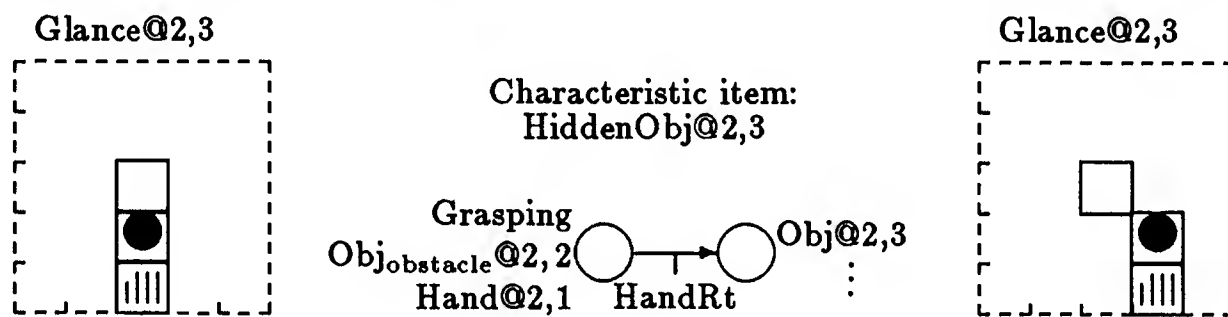 Glance@2,3
Glance@2,3
Characteristic item:
HiddenObj@2,3
Grasping
Obj@2,3
Obj_obstacle@2,2
Hand@2,1
HandRt
⋮